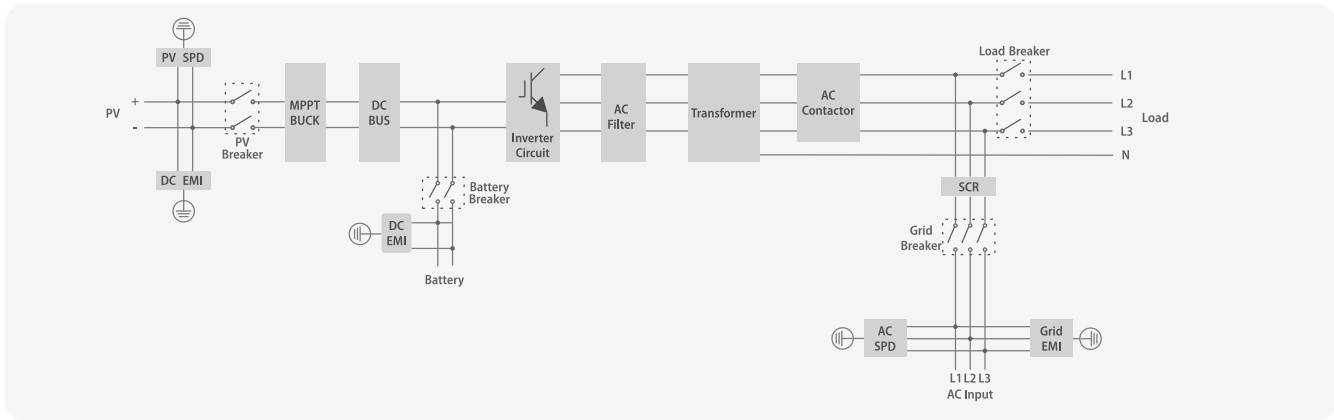 PV SPD
PV
+
-
PV
Breaker
DC EMI
MPPT
BUCK
DC
BUS
Battery
Breaker
DC
EMI
Battery
Inverter
Circuit
AC
Filter
Transformer
AC
Contactor
Load Breaker
L1
L2
L3
Load
N
SCR
Grid
Breaker
AC
SPD
Grid
EMI
L1 L2 L3
AC Input